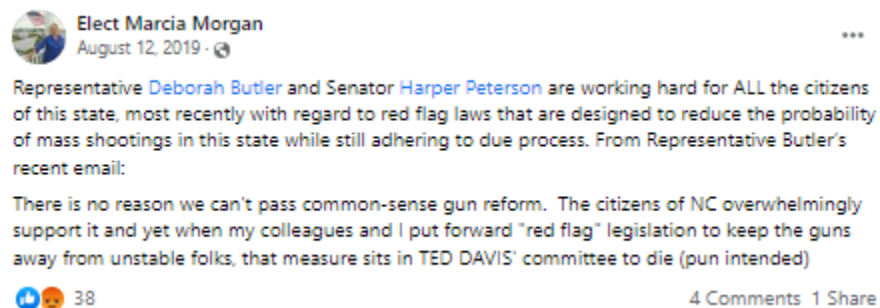 Elect Marcia Morgan
August 12, 2019 ·
Representative Deborah Butler and Senator Harper Peterson are working hard for ALL the citizens
of this state, most recently with regard to red flag laws that are designed to reduce the probability
of mass shootings in this state while still adhering to due process. From Representative Butler's
recent email:
There is no reason we can't pass common-sense gun reform. The citizens of NC overwhelmingly
support it and yet when my colleagues and I put forward "red flag" legislation to keep the guns
away from unstable folks, that measure sits in TED DAVIS' committee to die (pun intended)
38
4 Comments 1 Share